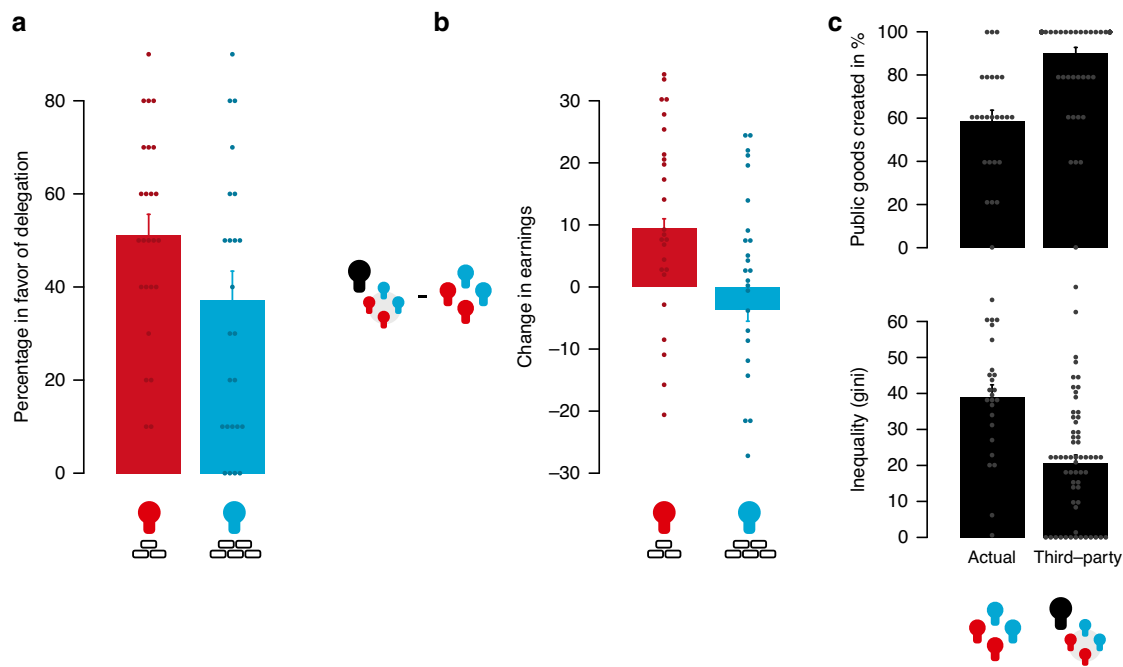 a
Percentage in favor of delegation
80
60
40
20
0
b
Change in earnings
30
20
10
0
–10
–20
–30
c
Public goods created in %
100
80
60
40
20
0
Inequality (gini)
60
50
40
30
20
10
0
Actual
Third–party